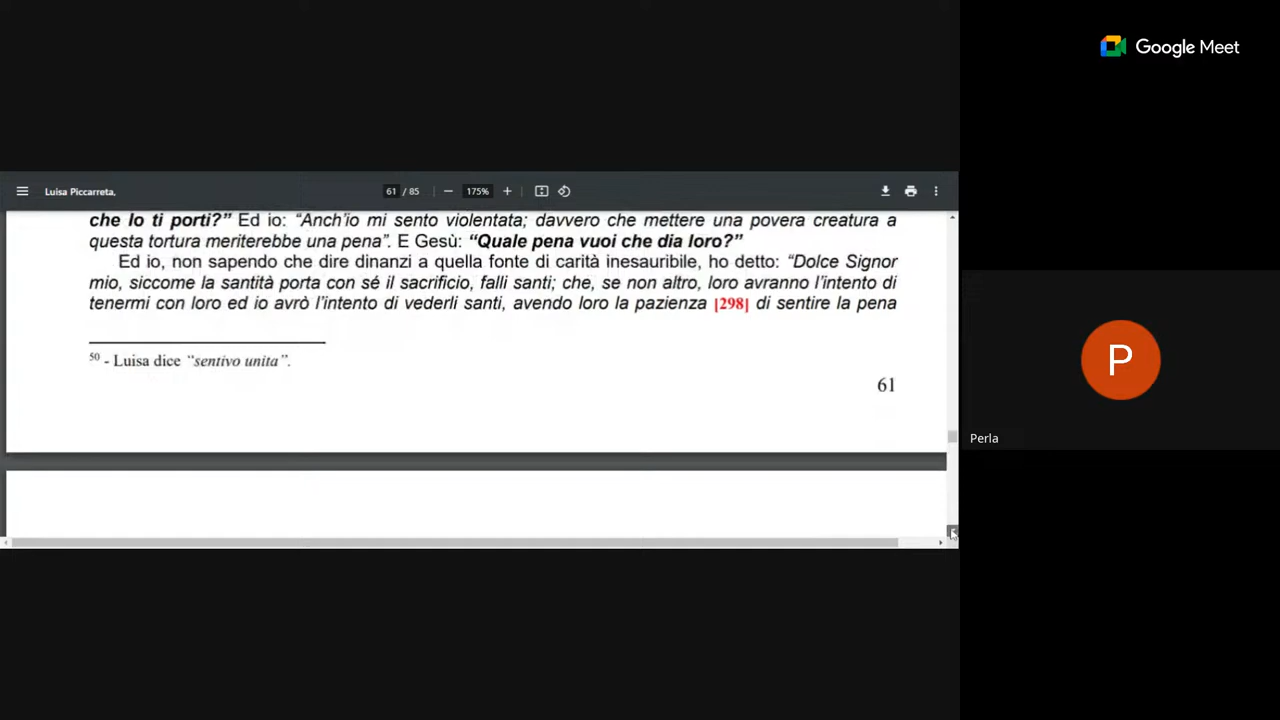 Google Meet
Luisa Piccarreta,
61 / 85
175%
che Io ti porti?” Ed io: “Anch’io mi sento violentata; davvero che mettere una povera creatura a
questa tortura meriterebbe una pena”. E Gesù: “Quale pena vuoi che dia loro?”
Ed io, non sapendo che dire dinanzi a quella fonte di carità inesauribile, ho detto: “Dolce Signor
mio, siccome la santità porta con sé il sacrificio, falli santi; che, se non altro, loro avranno l’intento di
tenermi con loro ed io avrò l’intento di vederli santi, avendo loro la pazienza |298| di sentire la pena
50 - Luisa dice “sentivo unita”.
61
P
Perla